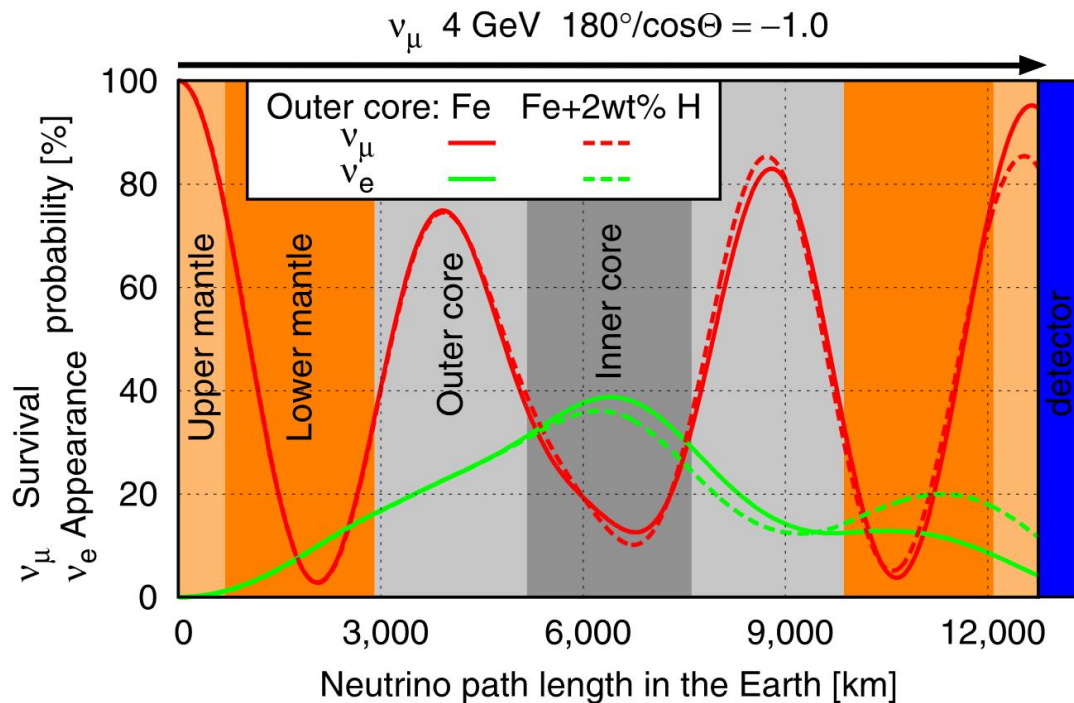 νμ 4 GeV 180°/cosΘ = −1.0
Outer core: Fe Fe+2wt% H
νμ
νe
νμ Survival probability [%]
νe Appearance
100
80
60
40
20
0
Upper mantle
Lower mantle
Outer core
Inner core
detector
0 3,000 6,000 9,000 12,000
Neutrino path length in the Earth [km]